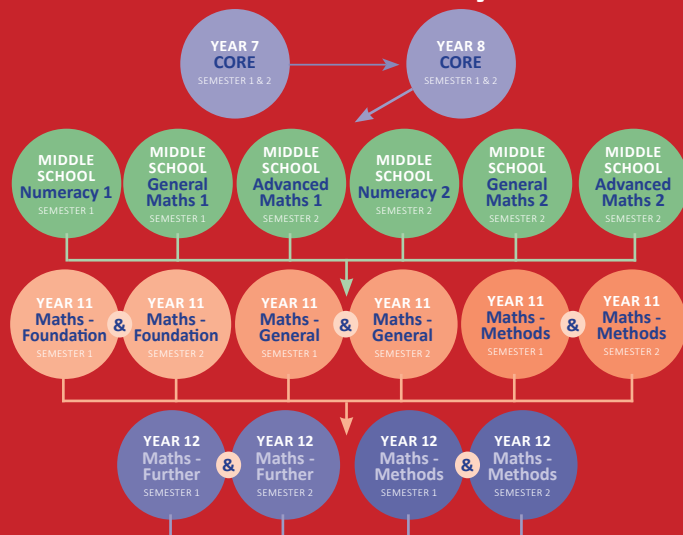 YEAR 7
CORE
SEMESTER 1 & 2
YEAR 8
CORE
SEMESTER 1 & 2
MIDDLE
SCHOOL
Numeracy 1
SEMESTER 1
MIDDLE
SCHOOL
General
Maths 1
SEMESTER 1
MIDDLE
SCHOOL
Advanced
Maths 1
SEMESTER 2
MIDDLE
SCHOOL
Numeracy 2
SEMESTER 2
MIDDLE
SCHOOL
General
Maths 2
SEMESTER 2
MIDDLE
SCHOOL
Advanced
Maths 2
SEMESTER 2
YEAR 11
Maths -
Foundation
SEMESTER 1
&
YEAR 11
Maths -
Foundation
SEMESTER 2
YEAR 11
Maths -
General
SEMESTER 1
&
YEAR 11
Maths -
General
SEMESTER 2
YEAR 11
Maths -
Methods
SEMESTER 1
&
YEAR 11
Maths -
Methods
SEMESTER 2
YEAR 12
Maths -
Further
SEMESTER 1
&
YEAR 12
Maths -
Further
SEMESTER 2
YEAR 12
Maths -
Methods
SEMESTER 1
&
YEAR 12
Maths -
Methods
SEMESTER 2